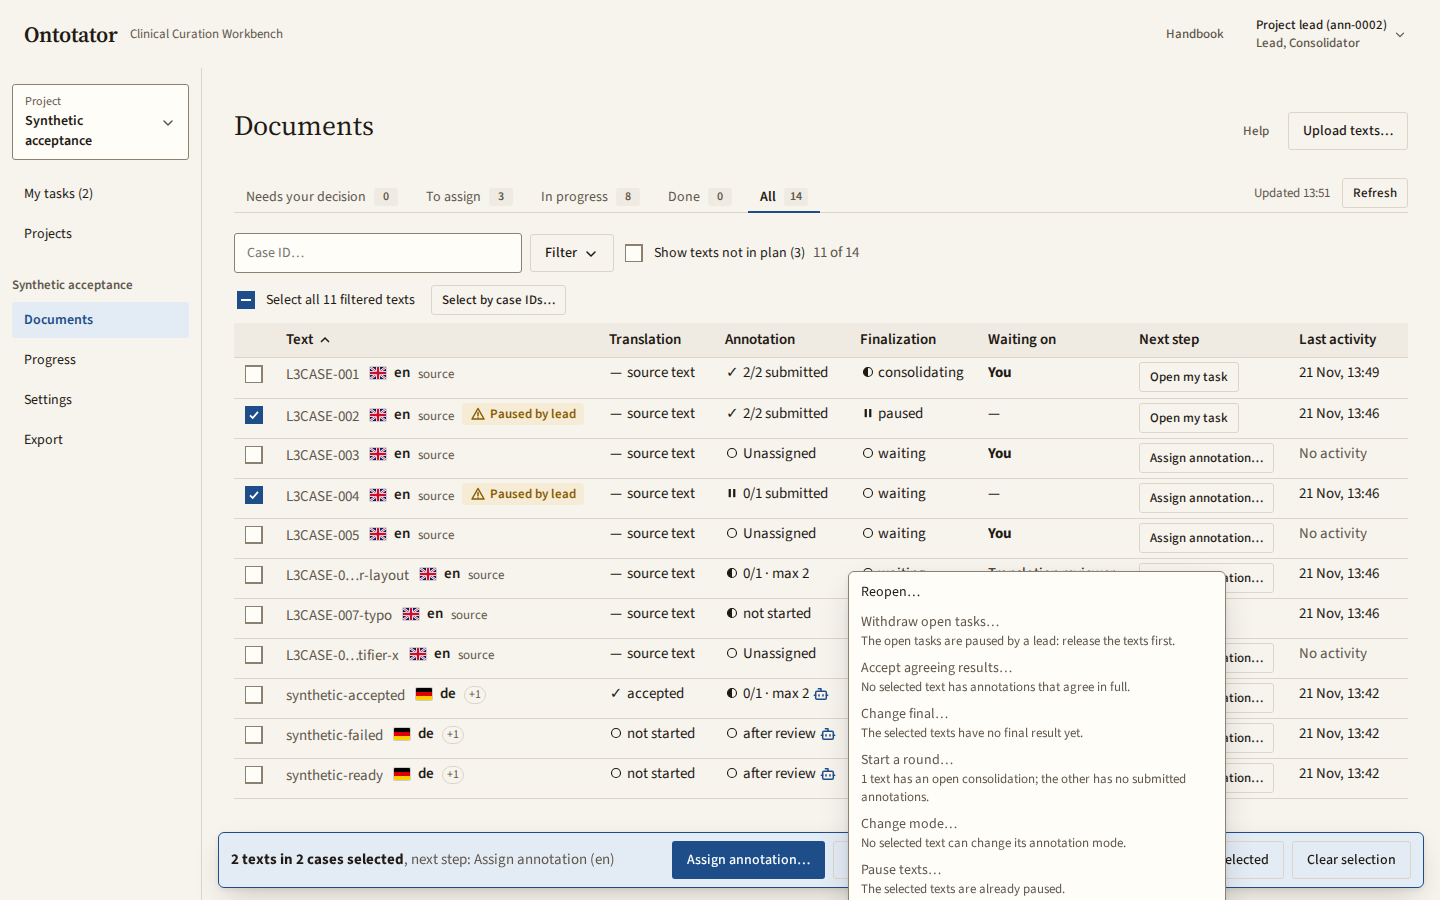 Ontotator Clinical Curation Workbench
Handbook
Project lead (ann-0002)
Lead, Consolidator
Project
Synthetic
acceptance
My tasks (2)
Projects
Synthetic acceptance
Documents
Progress
Settings
Export
Documents
Help
Upload texts…
Needs your decision 0
To assign 3
In progress 8
Done 0
All 14
Updated 13:51
Refresh
Case ID…
Filter
Show texts not in plan (3) 11 of 14
Select all 11 filtered texts
Select by case IDs…
Text Translation Annotation Finalization Waiting on Next step Last activity
L3CASE-001 en source — source text ✓ 2/2 submitted consolidating You Open my task 21 Nov, 13:49
L3CASE-002 en source Paused by lead — source text ✓ 2/2 submitted paused — Open my task 21 Nov, 13:46
L3CASE-003 en source — source text Unassigned waiting You Assign annotation… No activity
L3CASE-004 en source Paused by lead — source text 0/1 submitted waiting — Assign annotation… 21 Nov, 13:46
L3CASE-005 en source — source text Unassigned waiting You Assign annotation… No activity
L3CASE-0…r-layout en source — source text 0/1 · max 2 tion… 21 Nov, 13:46
L3CASE-007-typo en source — source text not started 21 Nov, 13:46
L3CASE-0…tifier-x en source — source text Unassigned tion… No activity
synthetic-accepted de +1 ✓ accepted 0/1 · max 2 tion… 21 Nov, 13:42
synthetic-failed de +1 not started after review tion… 21 Nov, 13:42
synthetic-ready de +1 not started after review tion… 21 Nov, 13:42
Reopen…
Withdraw open tasks…
The open tasks are paused by a lead: release the texts first.
Accept agreeing results…
No selected text has annotations that agree in full.
Change final…
The selected texts have no final result yet.
Start a round…
1 text has an open consolidation; the other has no submitted
annotations.
Change mode…
No selected text can change its annotation mode.
Pause texts…
The selected texts are already paused.
2 texts in 2 cases selected, next step: Assign annotation (en)
Assign annotation…
elected
Clear selection